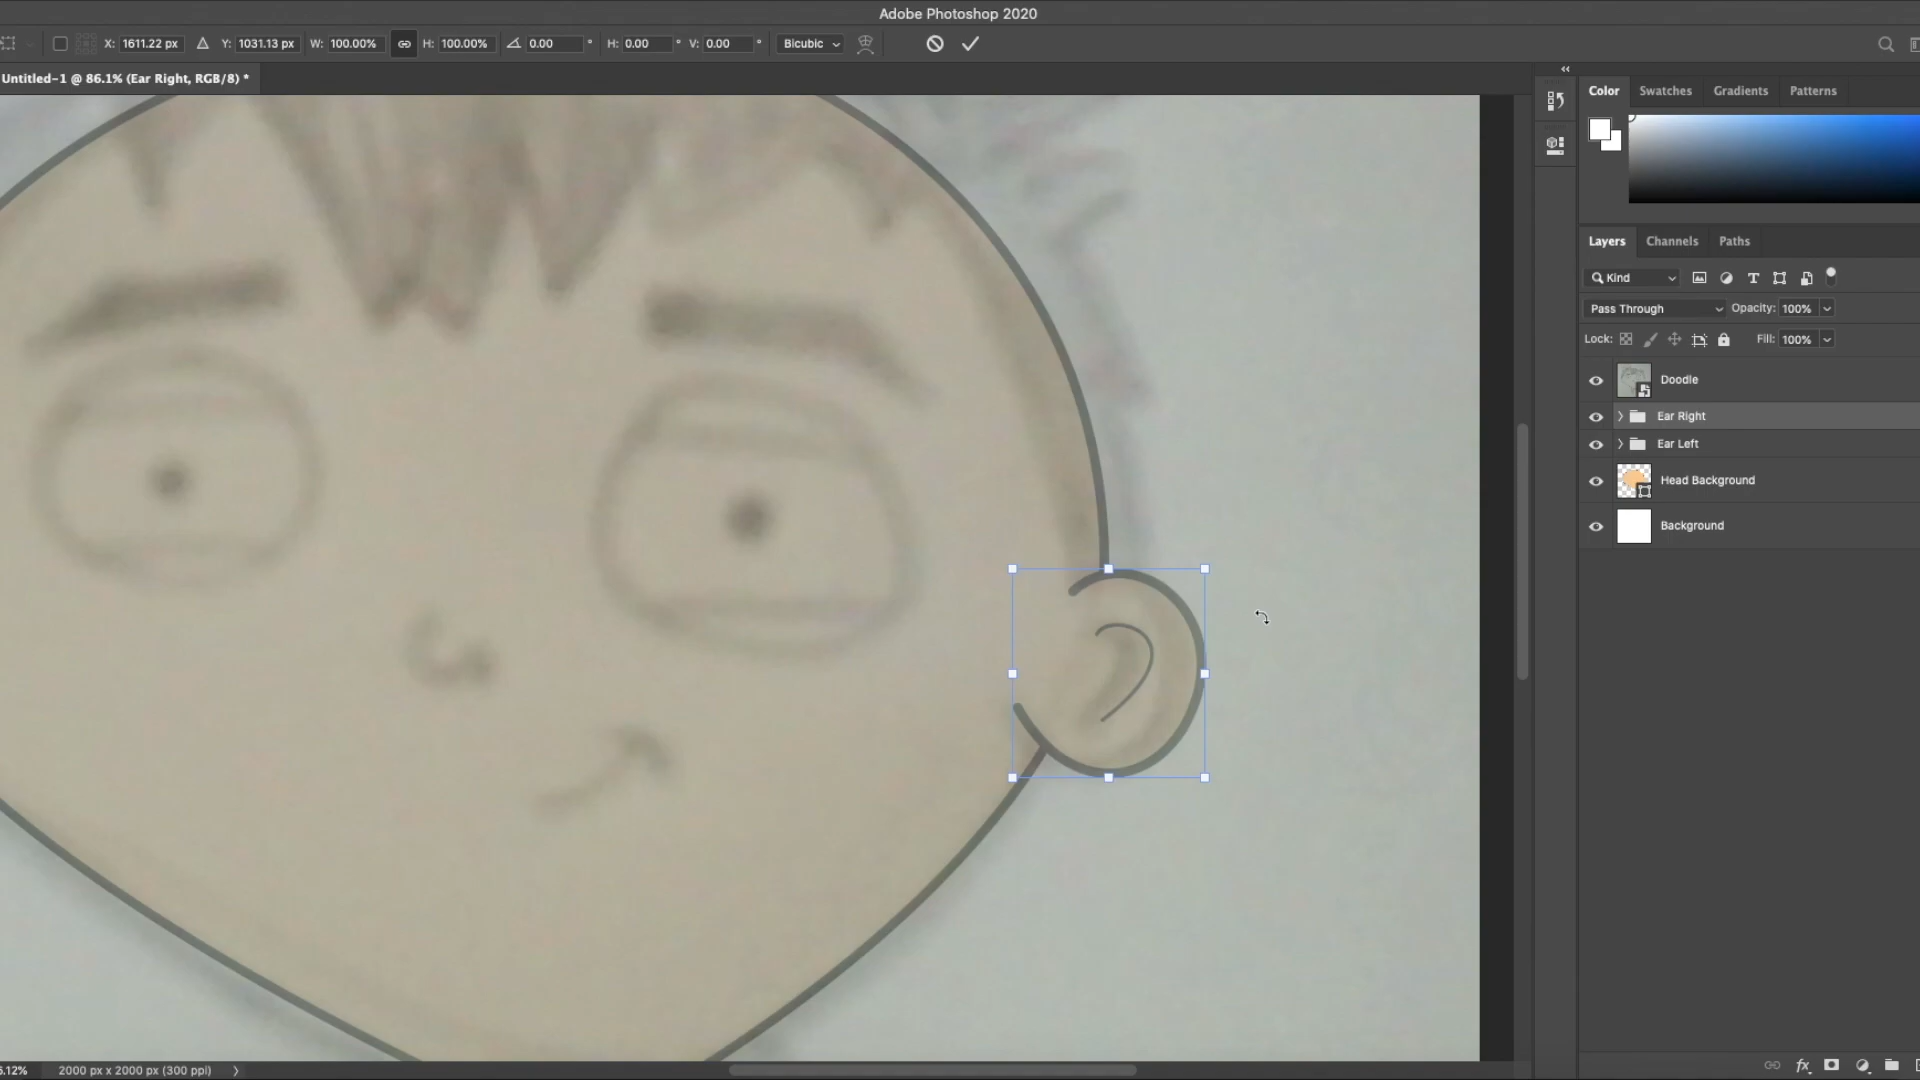 Adobe Photoshop 2020
X: 1611.22 px Y: 1031.13 px W: 100.00% H: 100.00% 0.00 ° H: 0.00 ° V: 0.00 ° Bicubic
Untitled-1 @ 86.1% (Ear Right, RGB/8) *
Color Swatches Gradients Patterns
Layers Channels Paths
Kind
Pass Through Opacity: 100%
Lock: Fill: 100%
Doodle
Ear Right
Ear Left
Head Background
Background
fx
6.12% 2000 px x 2000 px (300 ppi)